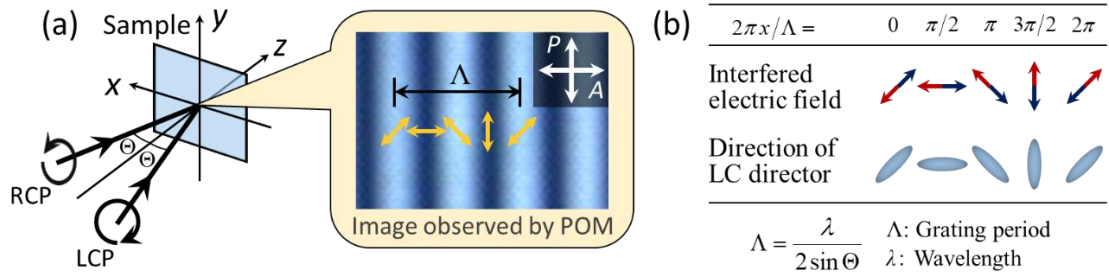 (a)
Sample
y
z
x
Θ
Θ
RCP
LCP
Λ
P
A
Image observed by POM
(b)
2πx/Λ = 0 π/2 π 3π/2 2π
Interfered
electric field
Direction of
LC director
Λ = λ / 2 sin Θ
Λ: Grating period
λ: Wavelength